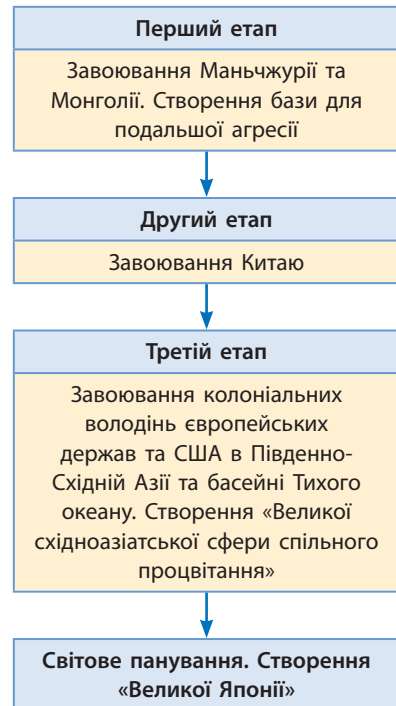 Перший етап
Завоювання Маньчжурії та
Монголії. Створення бази для
подальшої агресії
Другий етап
Завоювання Китаю
Третій етап
Завоювання колоніальних
володінь європейських
держав та США в Південно-
Східній Азії та басейні Тихого
океану. Створення «Великої
східноазіатської сфери спільного
процвітання»
Світове панування. Створення
«Великої Японії»